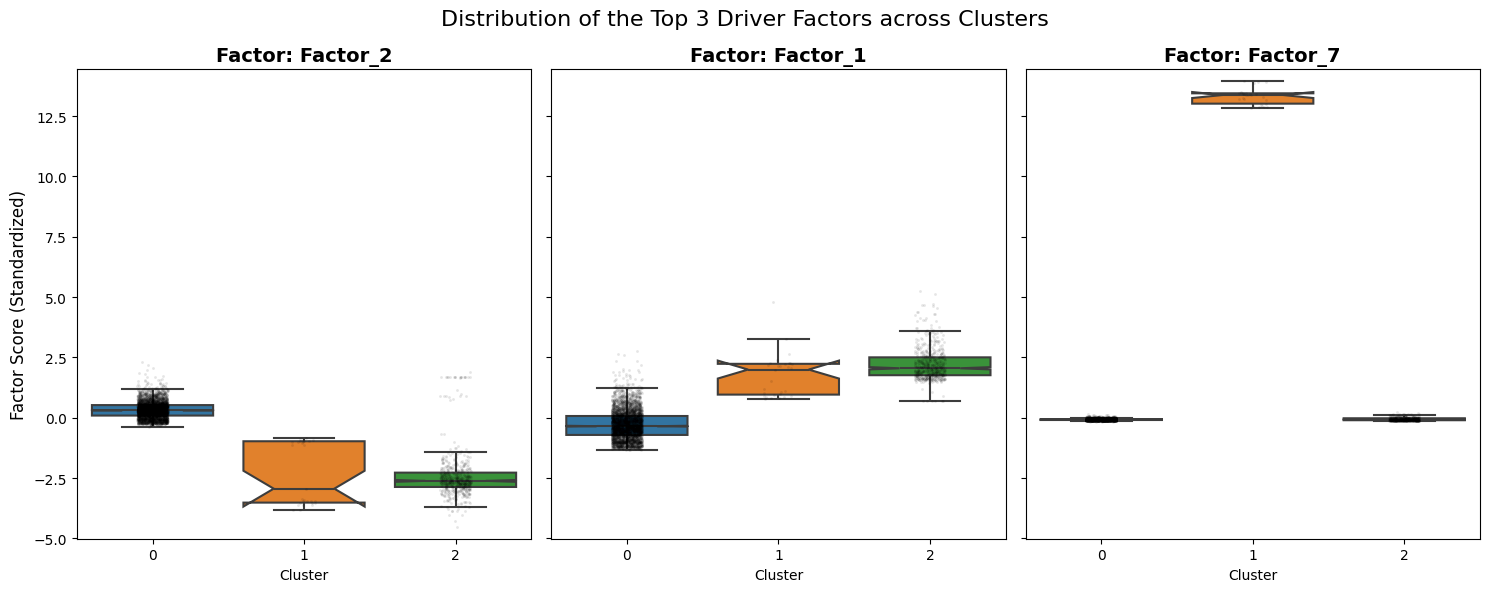 Distribution of the Top 3 Driver Factors across Clusters
Factor: Factor_2
Factor: Factor_1
Factor: Factor_7
Factor Score (Standardized)
12.5
10.0
7.5
5.0
2.5
0.0
−2.5
−5.0
0 1 2
0 1 2
0 1 2
Cluster
Cluster
Cluster